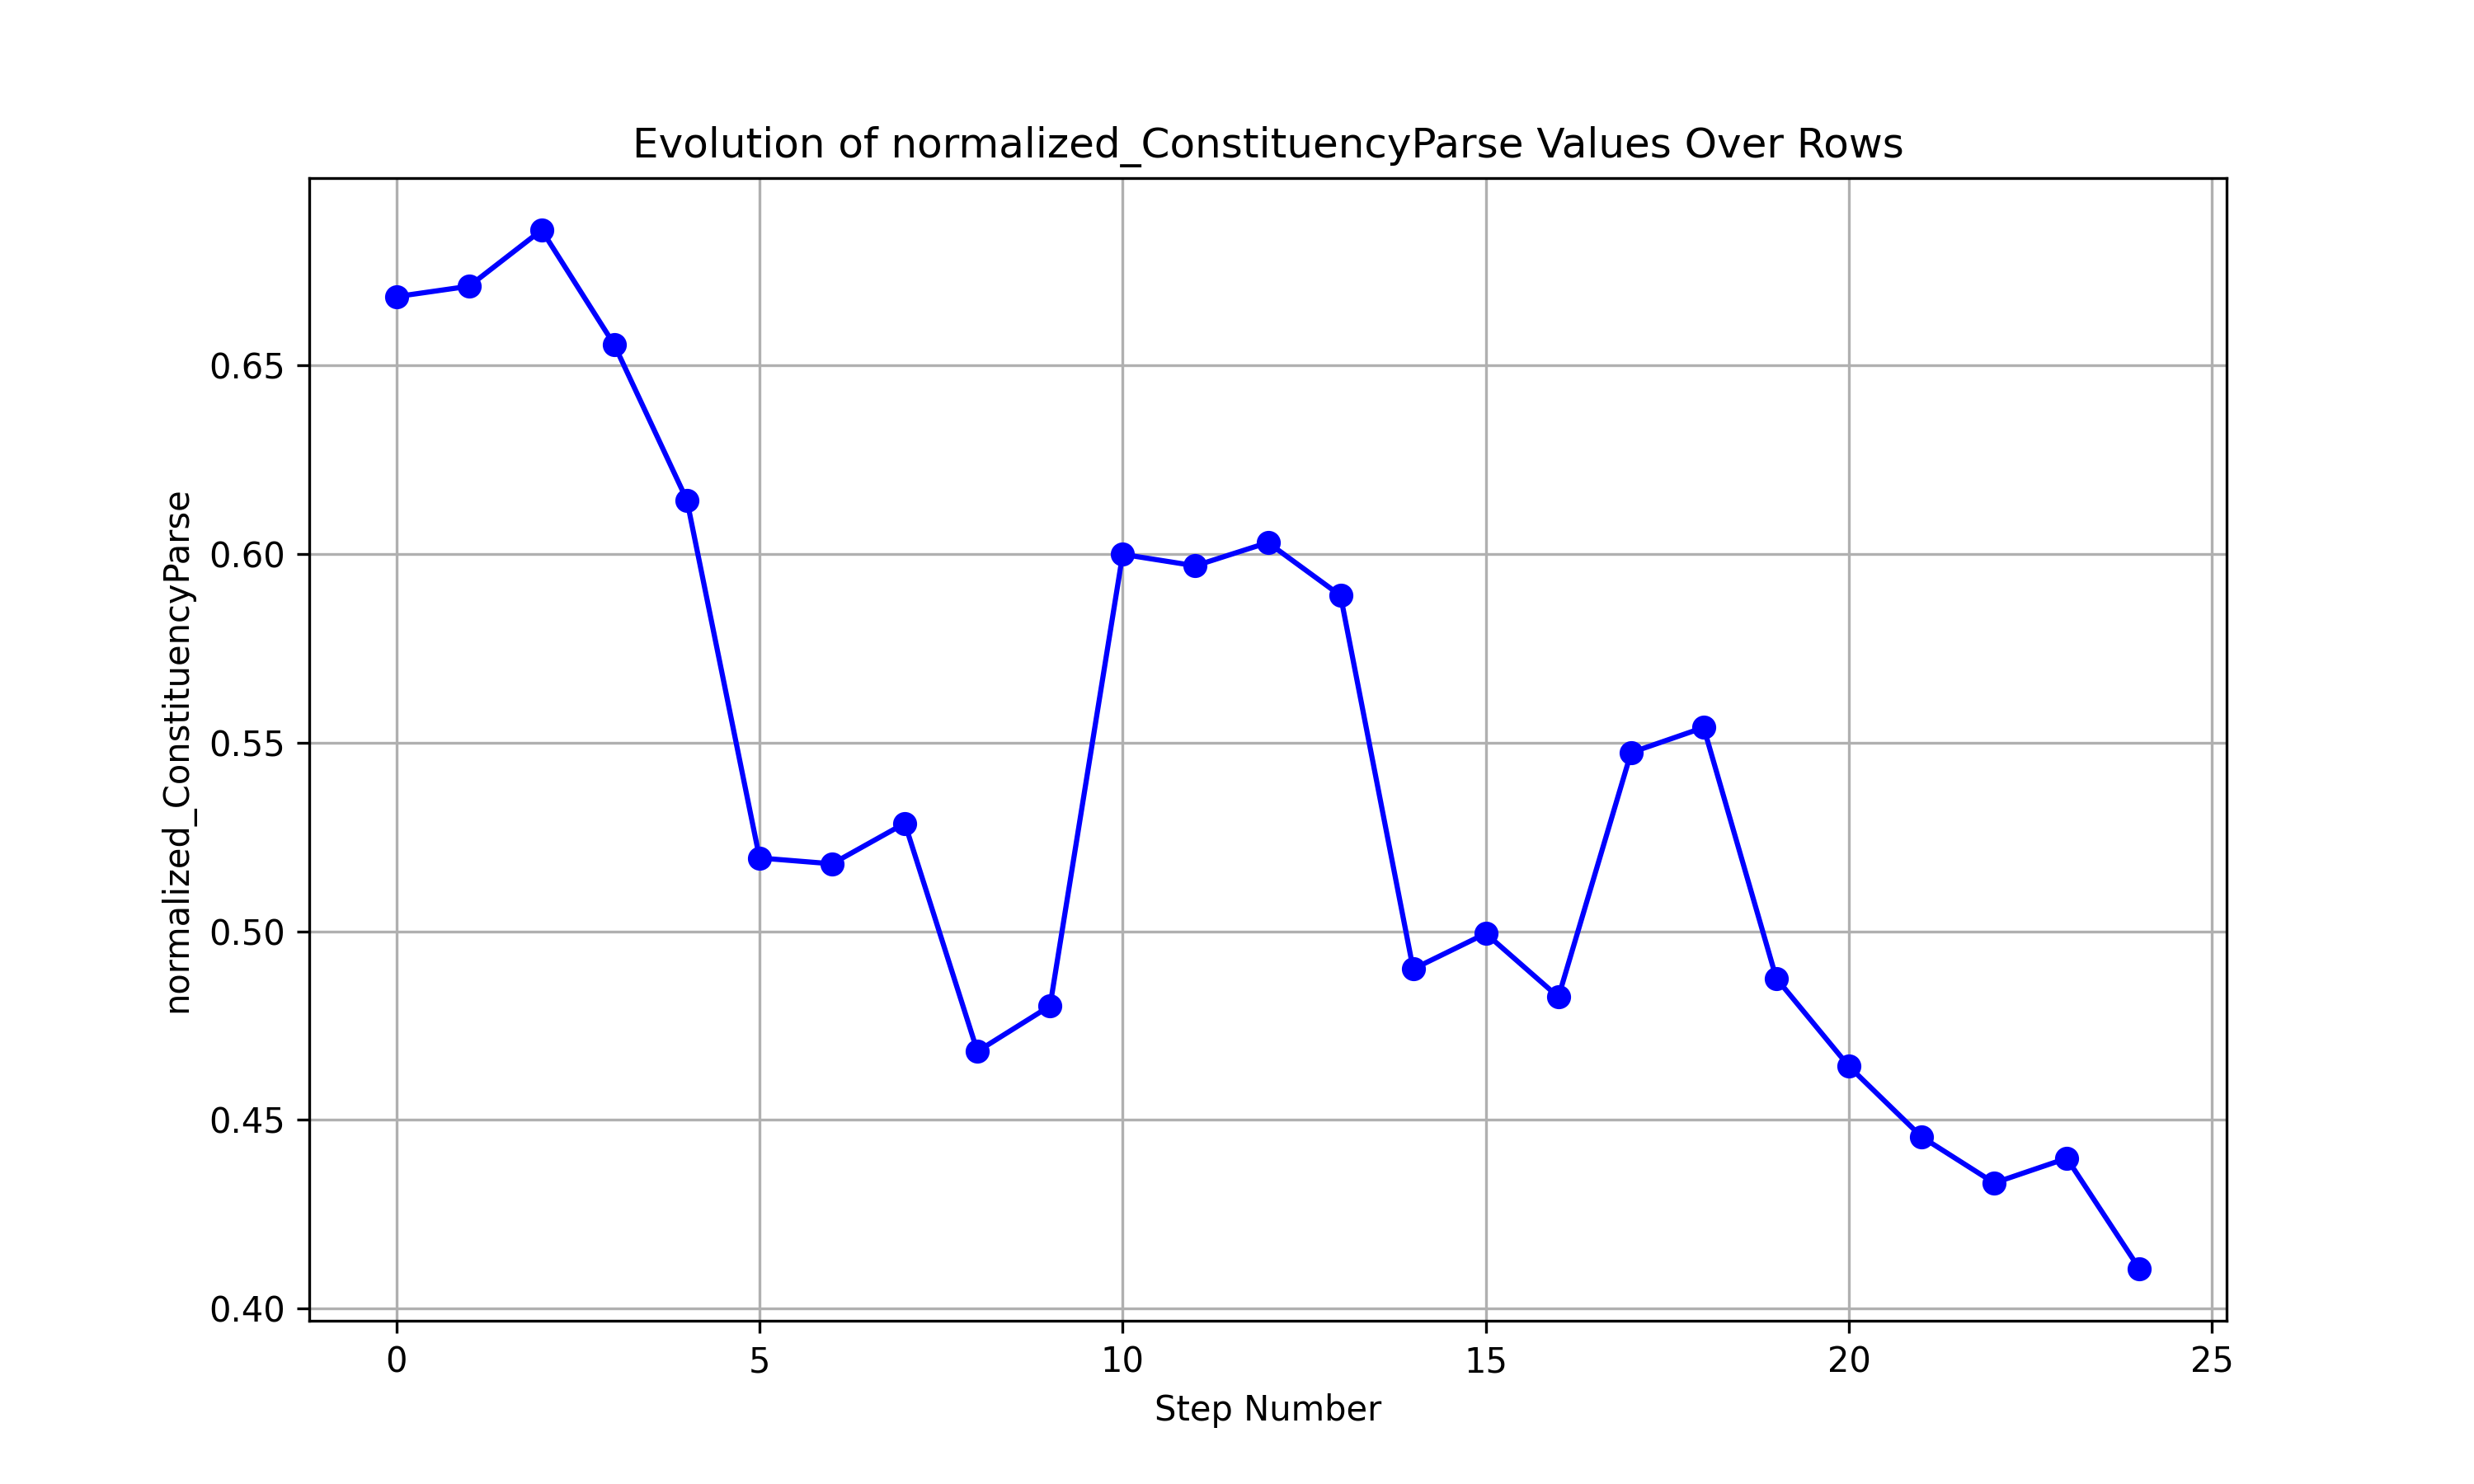 Evolution of normalized_ConstituencyParse Values Over Rows
normalized_ConstituencyParse
0.65
0.60
0.55
0.50
0.45
0.40
0 5 10 15 20 25
Step Number